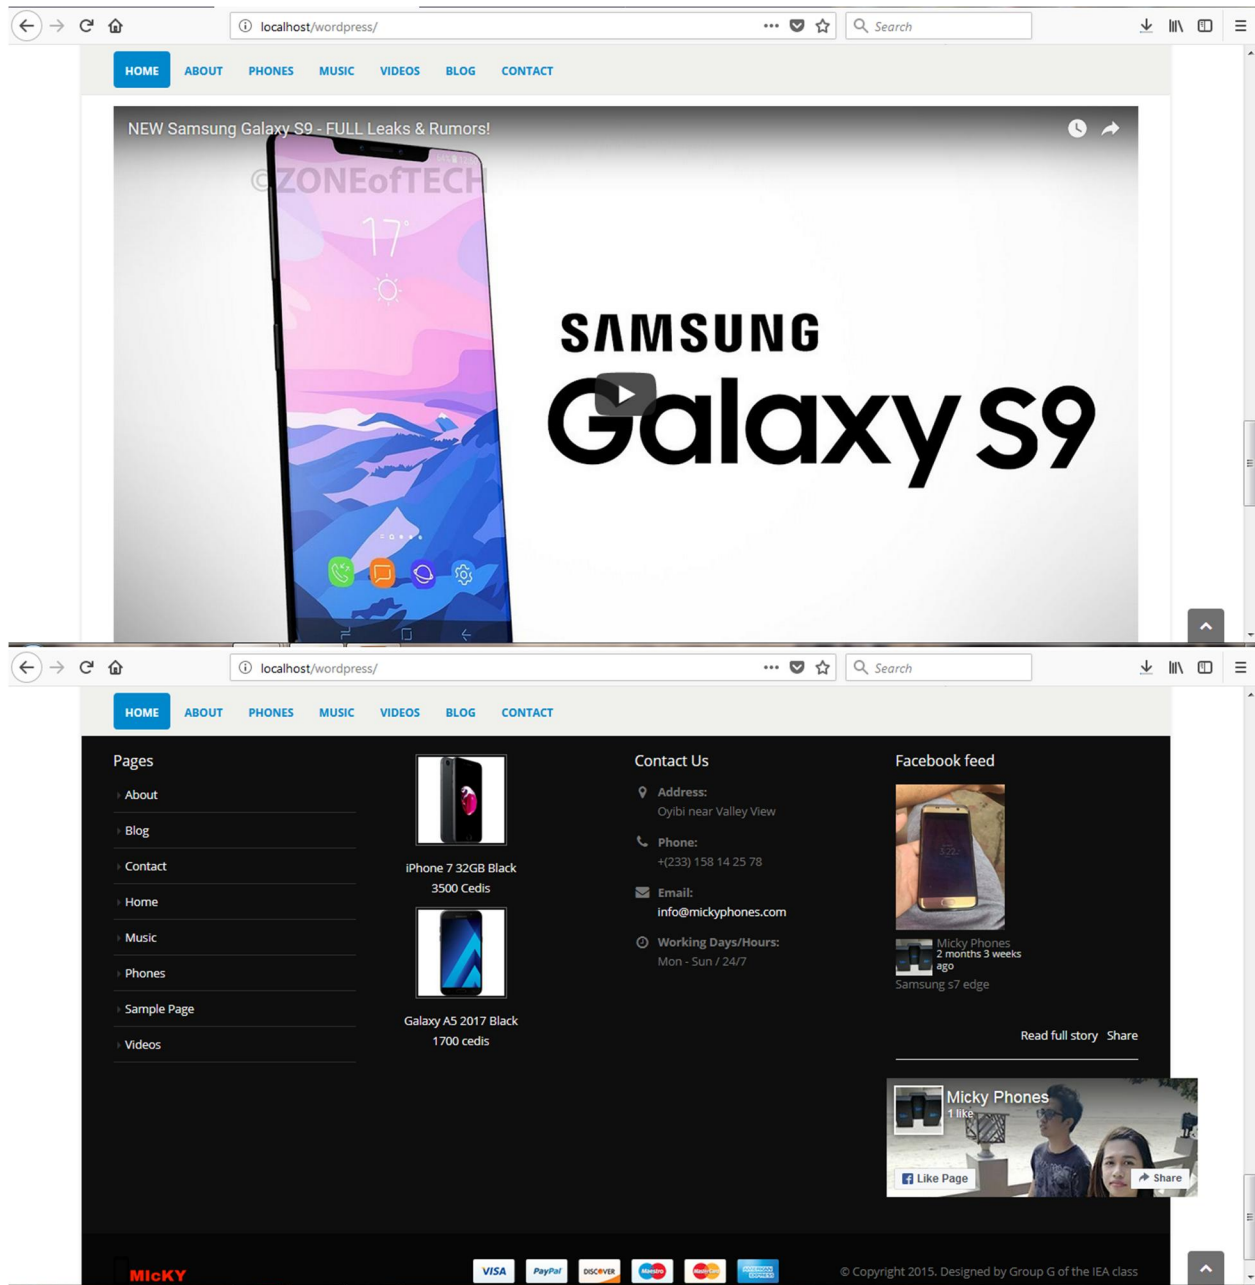 localhost/wordpress/
Search
HOME ABOUT PHONES MUSIC VIDEOS BLOG CONTACT
NEW Samsung Galaxy S9 - FULL Leaks & Rumors!
©ZONEofTECH
17°
SAMSUNG
Galaxy S9
localhost/wordpress/
Search
HOME ABOUT PHONES MUSIC VIDEOS BLOG CONTACT
Pages
About
Blog
Contact
Home
Music
Phones
Sample Page
Videos
iPhone 7 32GB Black
3500 Cedis
Galaxy A5 2017 Black
1700 cedis
Contact Us
Address:
Oyibi near Valley View
Phone:
+(233) 158 14 25 78
Email:
info@mickyphones.com
Working Days/Hours:
Mon - Sun / 24/7
Facebook feed
3:22
Micky Phones
2 months 3 weeks
ago
Samsung s7 edge
Read full story Share
Micky Phones
1 like
Like Page
Share
MIcKY
VISA PayPal DISCOVER Maestro MasterCard AMERICAN EXPRESS
© Copyright 2015. Designed by Group G of the IEA class